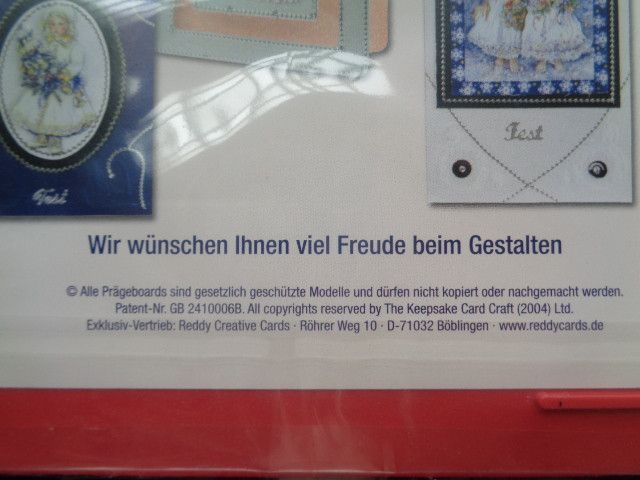 Fest
Fest
Wir wünschen Ihnen viel Freude beim Gestalten
© Alle Prägeboards sind gesetzlich geschützte Modelle und dürfen nicht kopiert oder nachgemacht werden.
Patent-Nr. GB 2410006B. All copyrights reserved by The Keepsake Card Craft (2004) Ltd.
Exklusiv-Vertrieb: Reddy Creative Cards · Röhrer Weg 10 · D-71032 Böblingen · www.reddycards.de